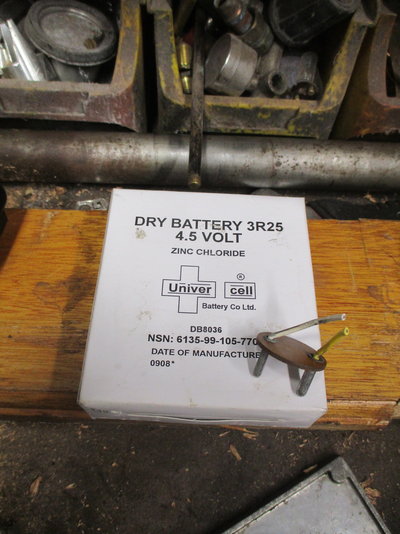 DRY BATTERY 3R25
4.5 VOLT
ZINC CHLORIDE
®
Univer cell
Battery Co Ltd.
DB8036
NSN: 6135-99-105-770
DATE OF MANUFACTURE
0908*